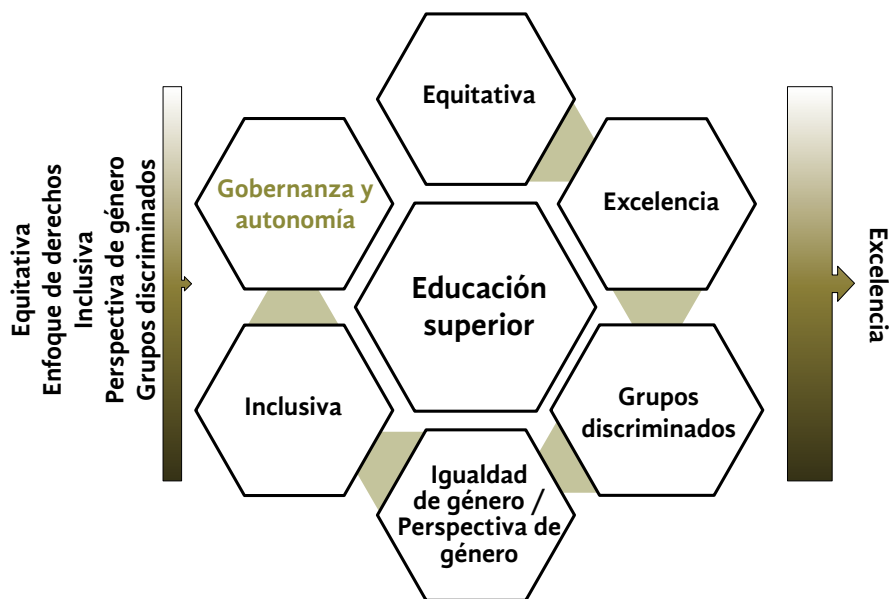 Equitativa
Enfoque de derechos
Inclusiva
Perspectiva de género
Grupos discriminados
Equitativa
Gobernanza y
autonomía
Excelencia
Educación
superior
Inclusiva
Grupos
discriminados
Igualdad
de género /
Perspectiva de
género
Excelencia